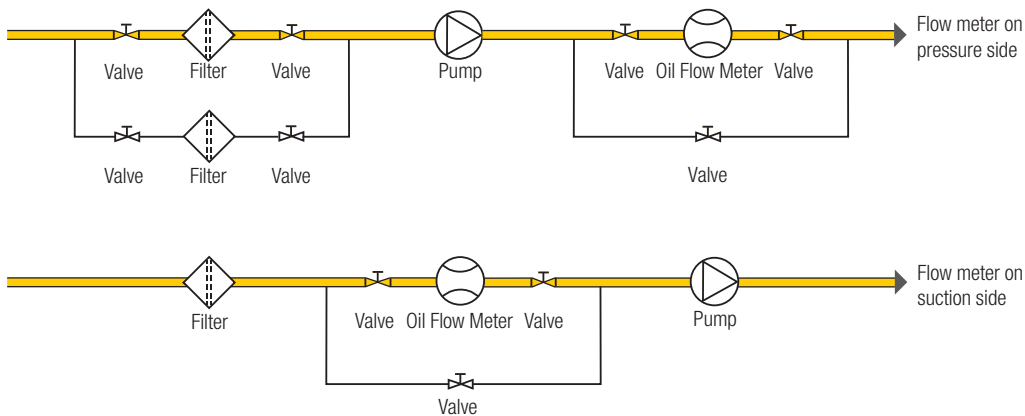 Flow meter on
pressure side
Valve Filter Valve Pump Valve Oil Flow Meter Valve
Valve Filter Valve Valve
Flow meter on
suction side
Filter Valve Oil Flow Meter Valve Pump
Valve